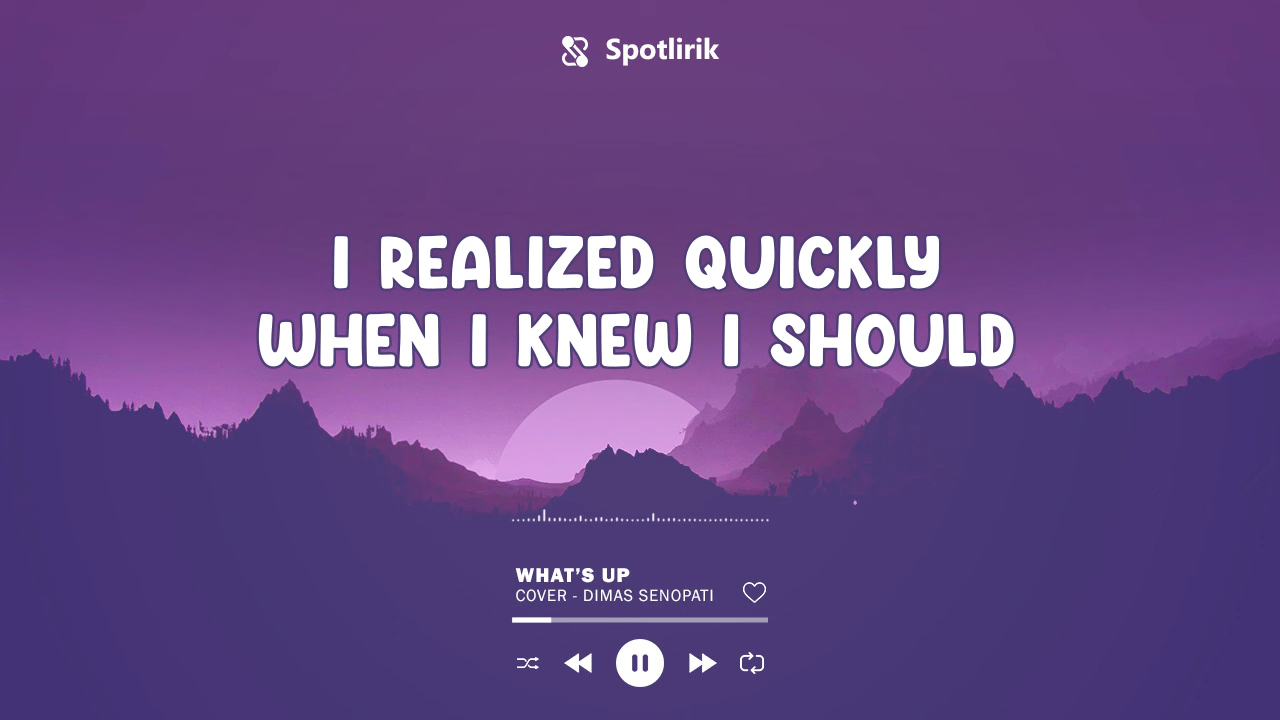 Spotlirik
I REALIZED QUICKLY
WHEN I KNEW I SHOULD
WHAT'S UP
COVER - DIMAS SENOPATI